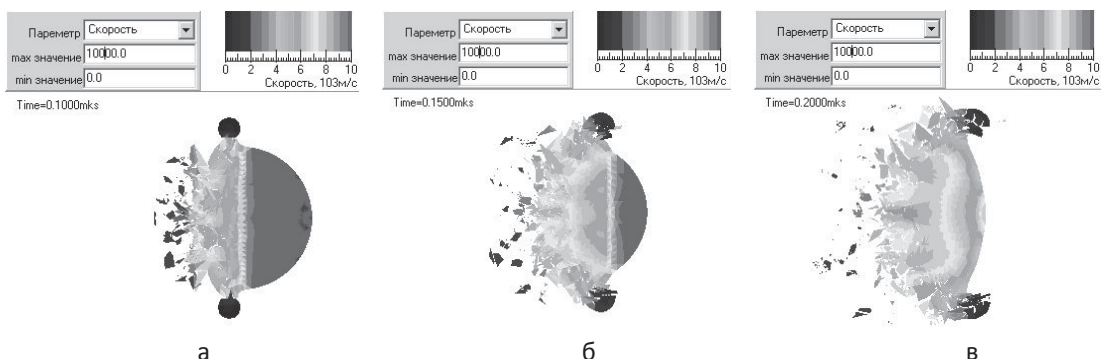 Пареметр Скорость
max значение 10000.0
min значение 0.0
0 2 4 6 8 10
Скорость, 103м/с
Time=0.1000mks
а
Пареметр Скорость
max значение 10000.0
min значение 0.0
0 2 4 6 8 10
Скорость, 103м/с
Time=0.1500mks
б
Пареметр Скорость
max значение 10000.0
min значение 0.0
0 2 4 6 8 10
Скорость, 103м/с
Time=0.2000mks
в